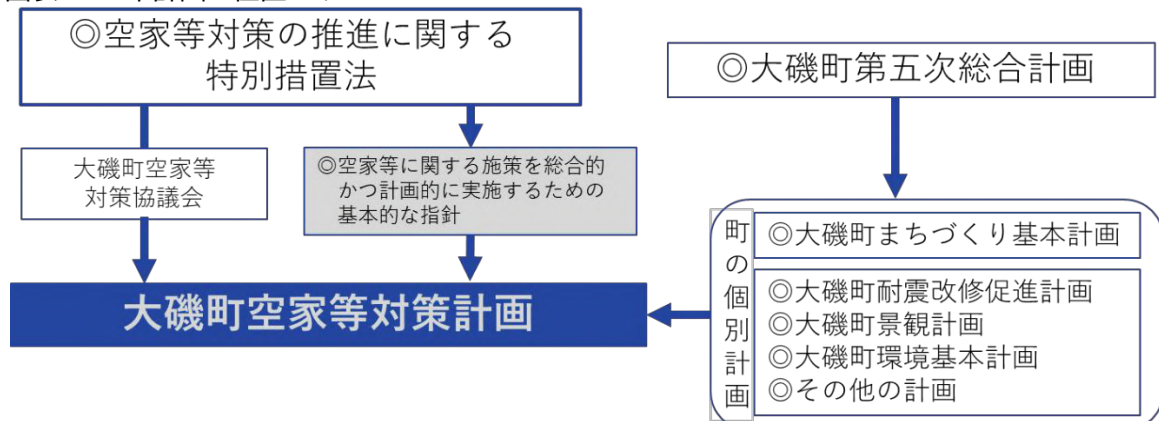 ◎空家等対策の推進に関する
特別措置法
◎大磯町第五次総合計画
大磯町空家等
対策協議会
◎空家等に関する施策を総合的
かつ計画的に実施するための
基本的な指針
大磯町空家等対策計画
町の個別計画
◎大磯町まちづくり基本計画
◎大磯町耐震改修促進計画
◎大磯町景観計画
◎大磯町環境基本計画
◎その他の計画